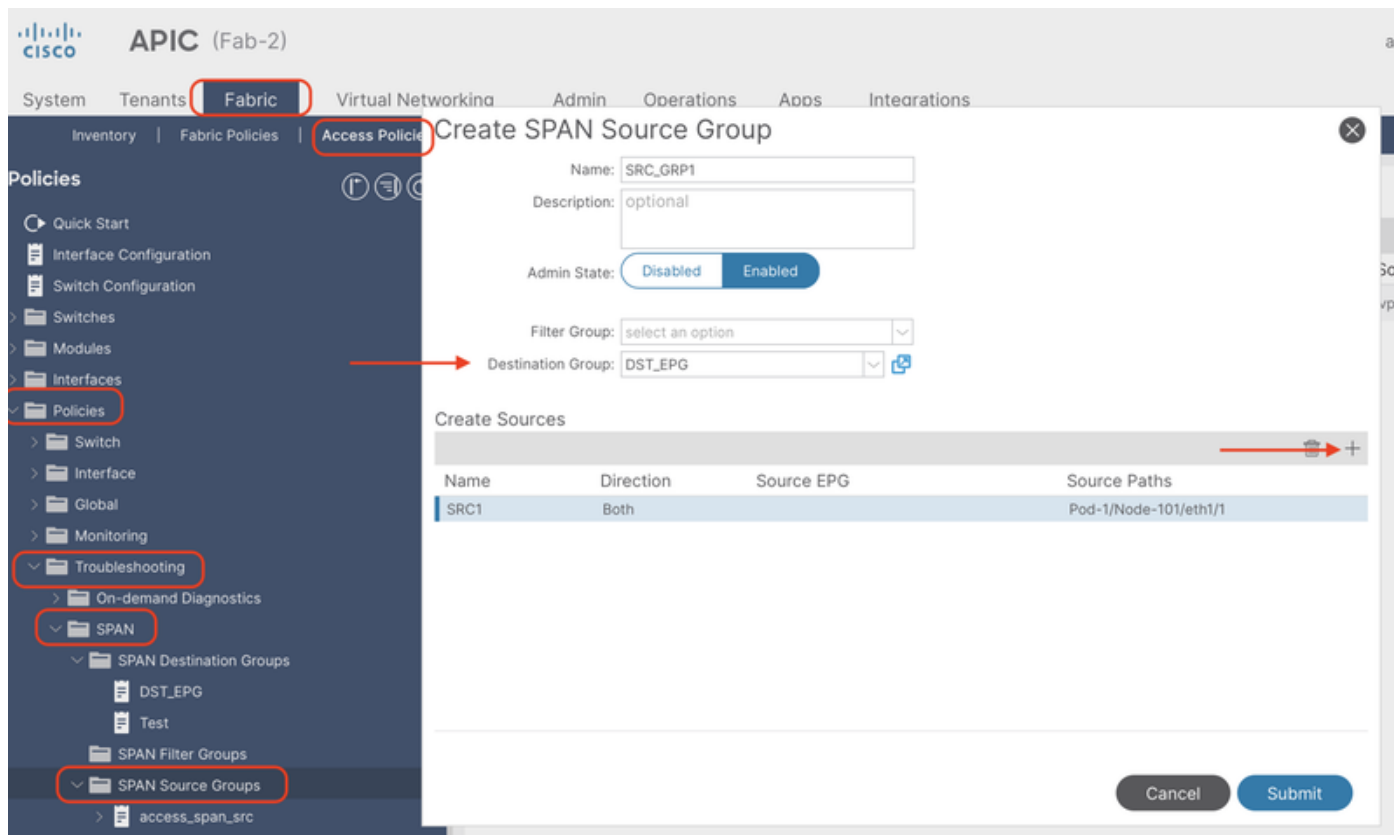 CISCO
APIC (Fab-2)
a
System Tenants Fabric Virtual Networking Admin Operations Apps Integrations
Inventory | Fabric Policies | Access Policie
Policies
Quick Start
Interface Configuration
Switch Configuration
Switches
Modules
Interfaces
Policies
Switch
Interface
Global
Monitoring
Troubleshooting
On-demand Diagnostics
SPAN
SPAN Destination Groups
DST_EPG
Test
SPAN Filter Groups
SPAN Source Groups
access_span_src
Create SPAN Source Group
Name: SRC_GRP1
Description: optional
Admin State: Disabled Enabled
Filter Group: select an option
Destination Group: DST_EPG
Create Sources
Name Direction Source EPG Source Paths
SRC1 Both Pod-1/Node-101/eth1/1
Cancel Submit
So
vp